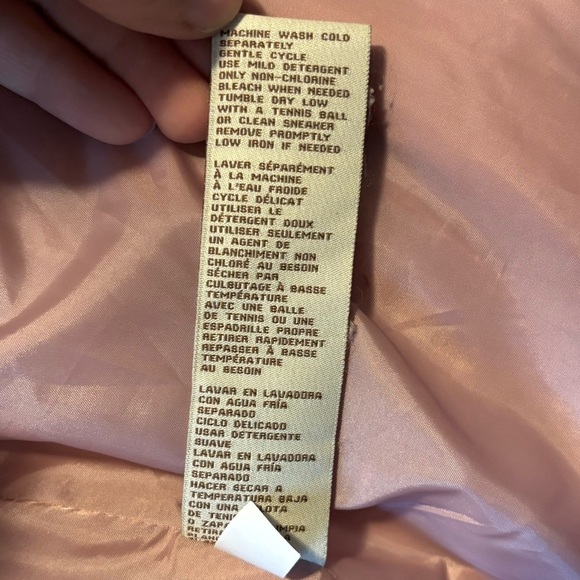 MACHINE WASH COLD
SEPARATELY
GENTLE CYCLE
USE MILD DETERGENT
ONLY NON-CHLORINE
BLEACH WHEN NEEDED
TUMBLE DRY LOW
WITH A TENNIS BALL
OR CLEAN SNEAKER
REMOVE PROMPTLY
LOW IRON IF NEEDED
LAVER SÉPARÉMENT
À LA MACHINE
À L'EAU FROIDE
CYCLE DÉLICAT
UTILISER LE
DÉTERGENT DOUX
UTILISER SEULEMENT
UN AGENT DE
BLANCHIMENT NON
CHLORÉ AU BESOIN
SÉCHER PAR
CULBUTAGE À BASSE
TEMPÉRATURE
AVEC UNE BALLE
DE TENNIS OU UNE
ESPADRILLE PROPRE
RETIRER RAPIDEMENT
REPASSER À BASSE
TEMPÉRATURE
AU BESOIN
LAVAR EN LAVADORA
CON AGUA FRÍA
SEPARADO
CICLO DELICADO
USAR DETERGENTE
SUAVE
LAVAR EN LAVADORA
CON AGUA FRÍA
SEPARADO
HACER SECAR A
TEMPERATURA BAJA
CON UNA
DE
O